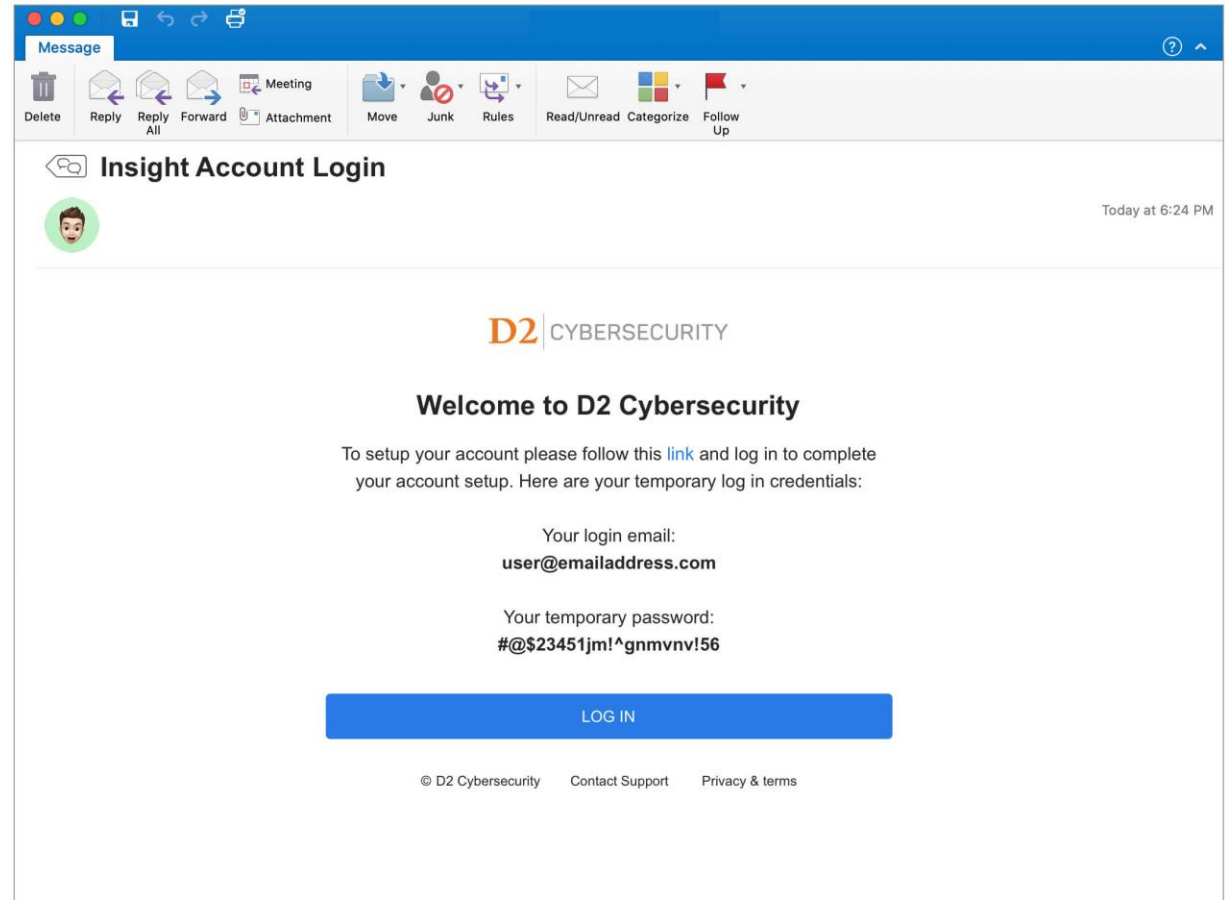 Message
Delete
Reply
Reply All
Forward
Meeting
Attachment
Move
Junk
Rules
Read/Unread
Categorize
Follow Up
Insight Account Login
Today at 6:24 PM
D2 CYBERSECURITY
Welcome to D2 Cybersecurity
To setup your account please follow this link and log in to complete
your account setup. Here are your temporary log in credentials:
Your login email:
user@emailaddress.com
Your temporary password:
#@$23451jm!^gnmvnv!56
LOG IN
© D2 Cybersecurity Contact Support Privacy & terms